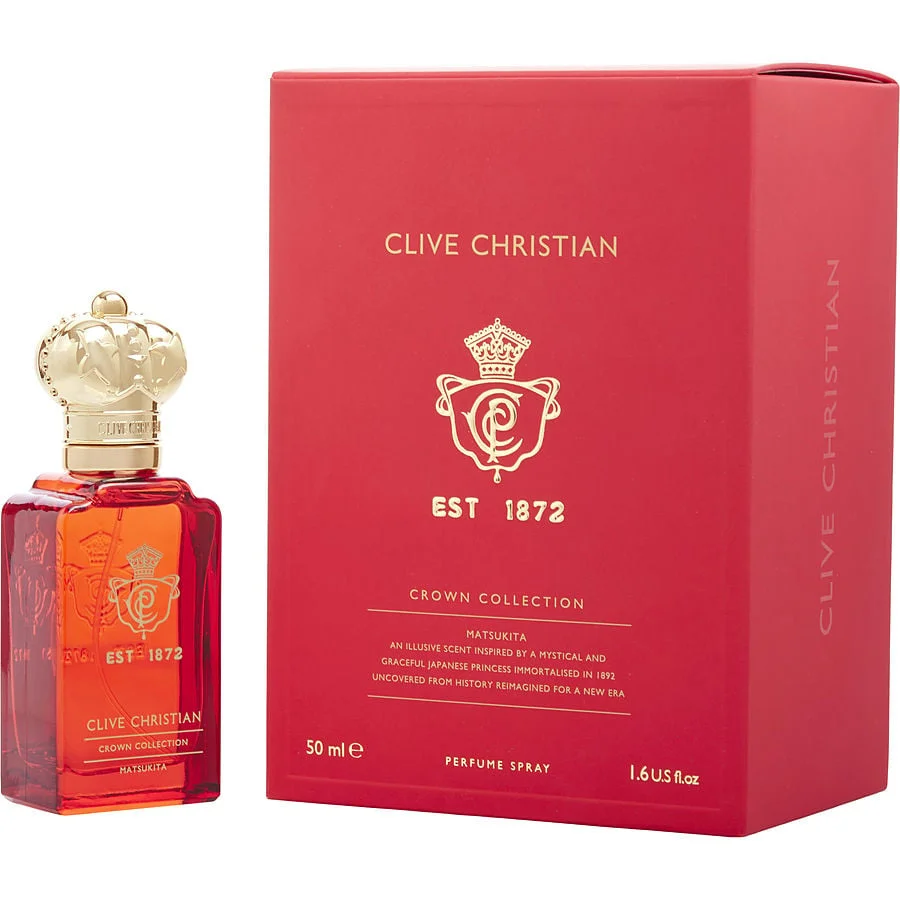 CLIVE CHRISTIAN
EST 1872
CROWN COLLECTION
MATSUKITA
AN ILLUSIVE SCENT INSPIRED BY A MYSTICAL AND
GRACEFUL JAPANESE PRINCESS IMMORTALISED IN 1892
UNCOVERED FROM HISTORY REIMAGINED FOR A NEW ERA
50 ml ℮
PERFUME SPRAY
1.6 U.S fl.oz
CLIVE CHRISTIAN
CLIVE CHRIS
EST 1872
CLIVE CHRISTIAN
CROWN COLLECTION
MATSUKITA